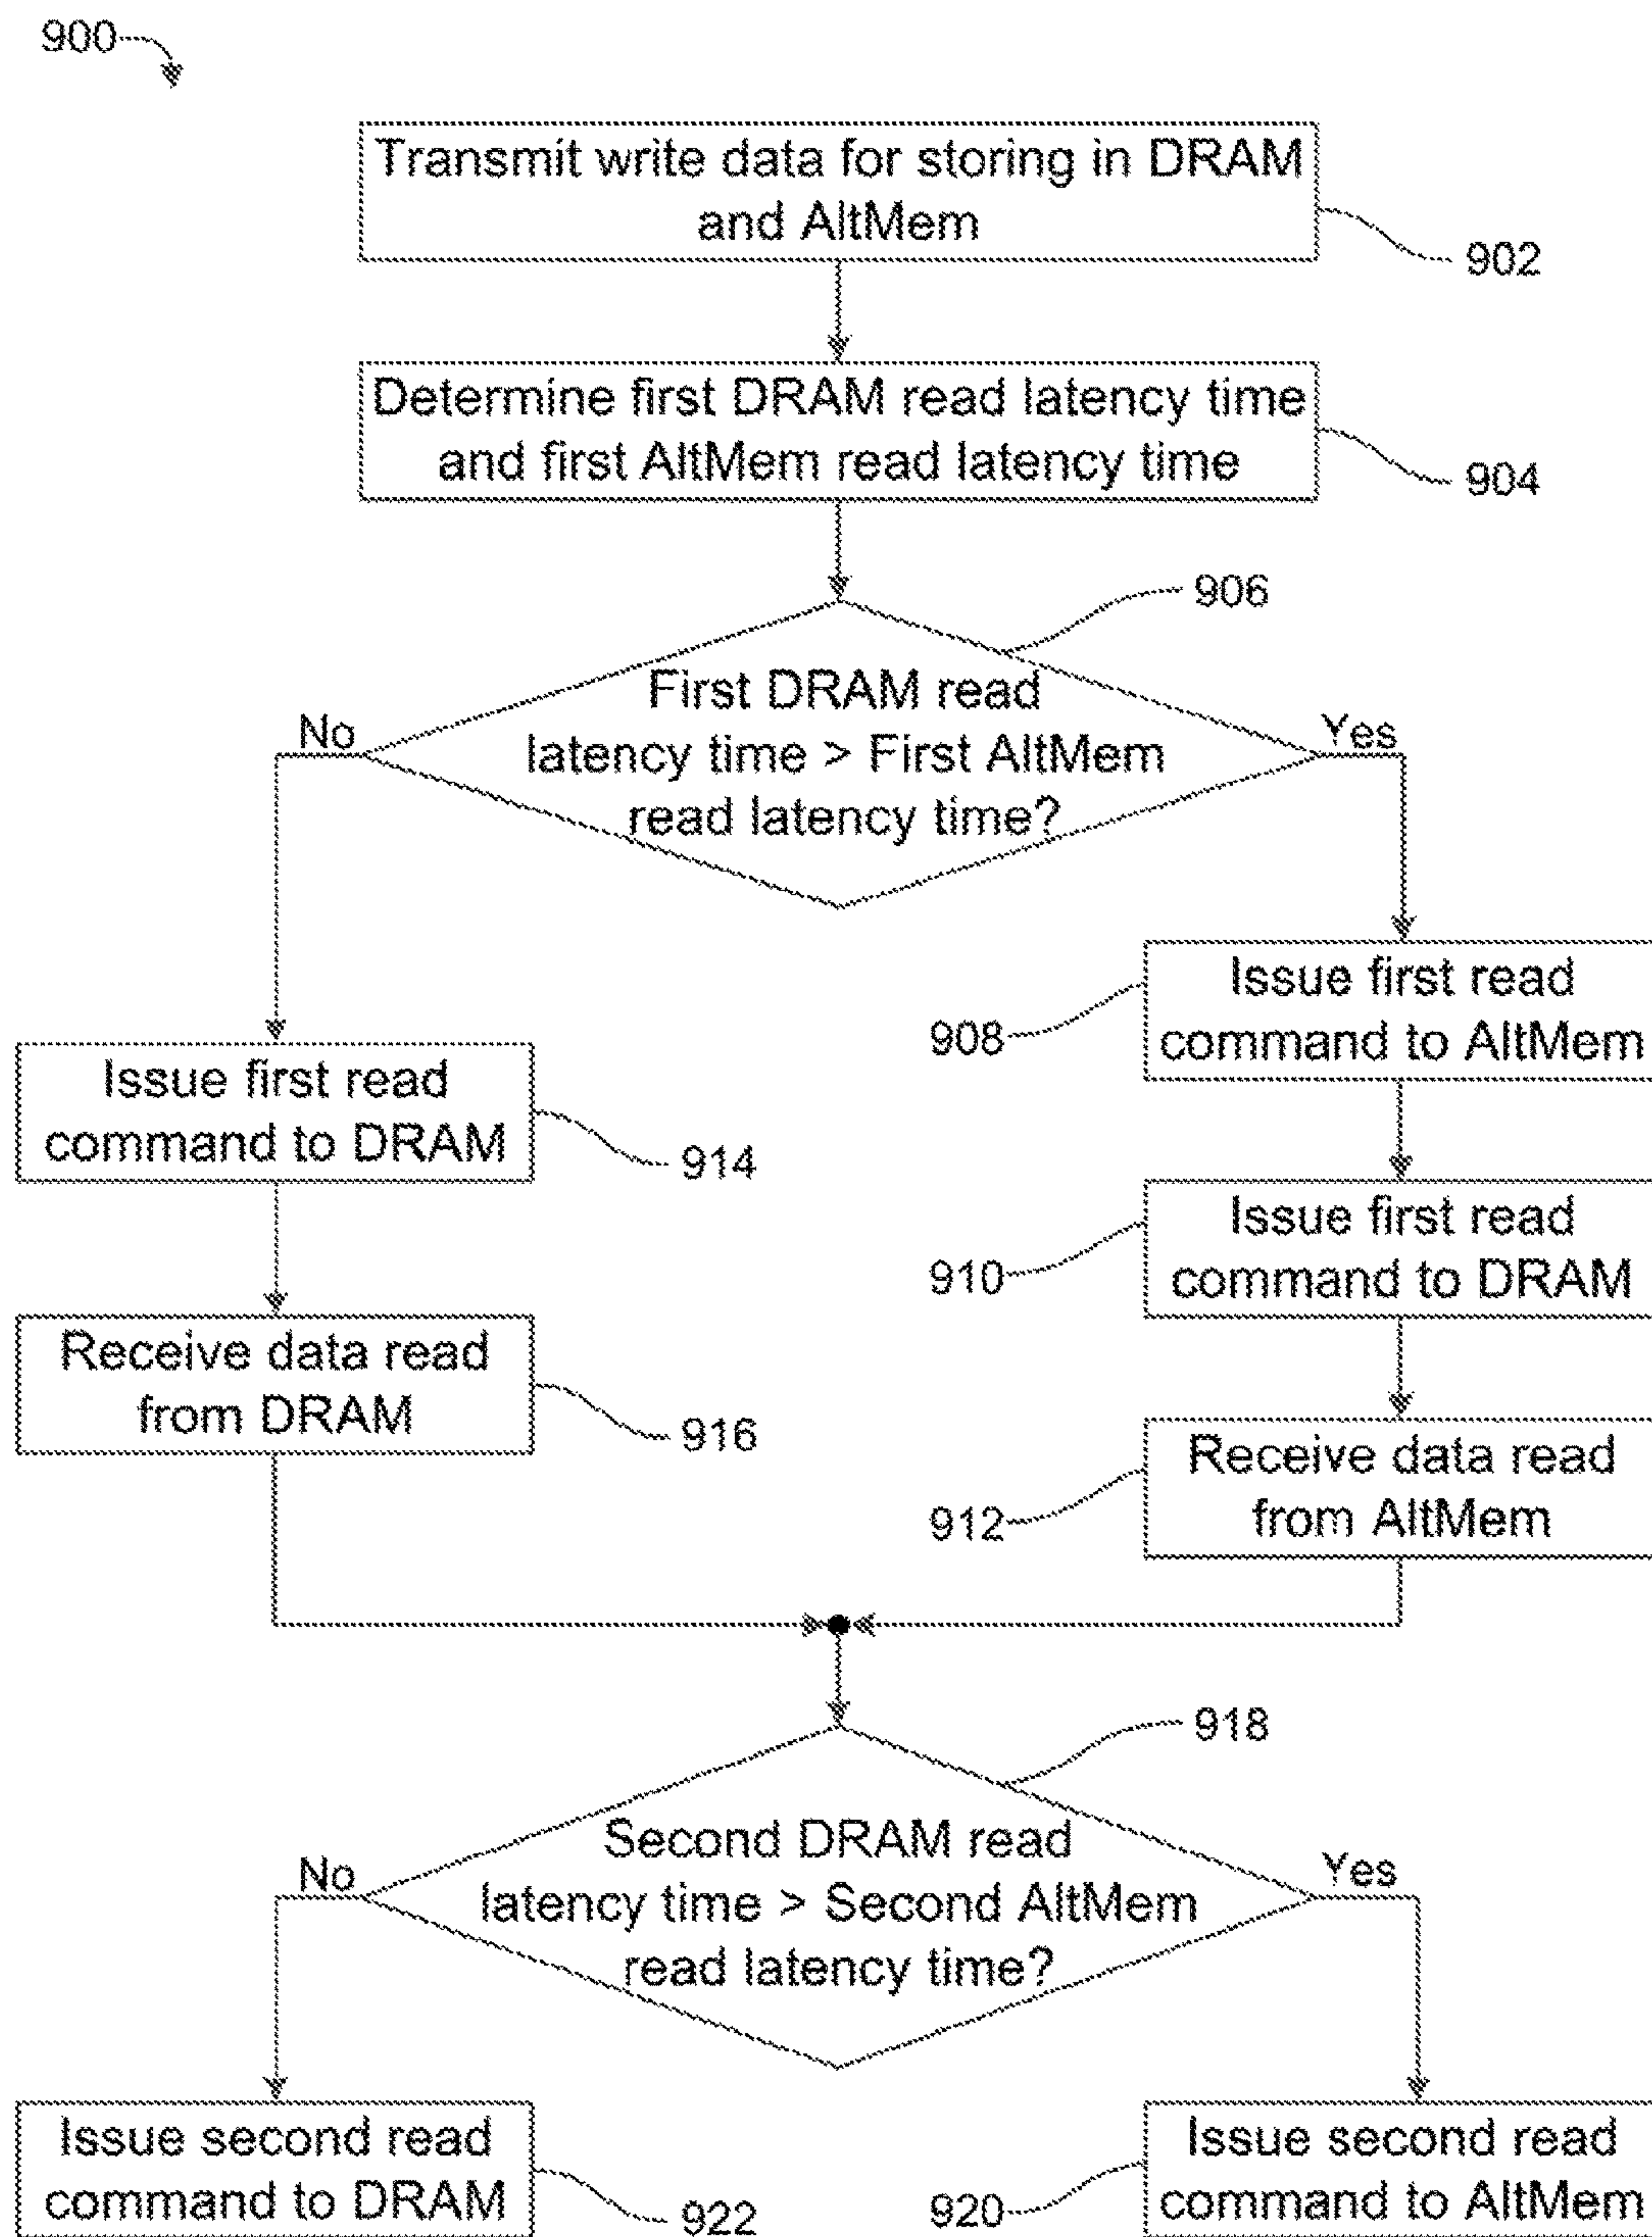 900
Transmit write data for storing in DRAM
and AltMem
902
Determine first DRAM read latency time
and first AltMem read latency time
904
906
First DRAM read
latency time > First AltMem
read latency time?
No
Yes
Issue first read
command to AltMem
908
Issue first read
command to DRAM
914
Issue first read
command to DRAM
910
Receive data read
from DRAM
916
Receive data read
from AltMem
912
918
Second DRAM read
latency time > Second AltMem
read latency time?
No
Yes
Issue second read
command to DRAM
922
Issue second read
command to AltMem
920